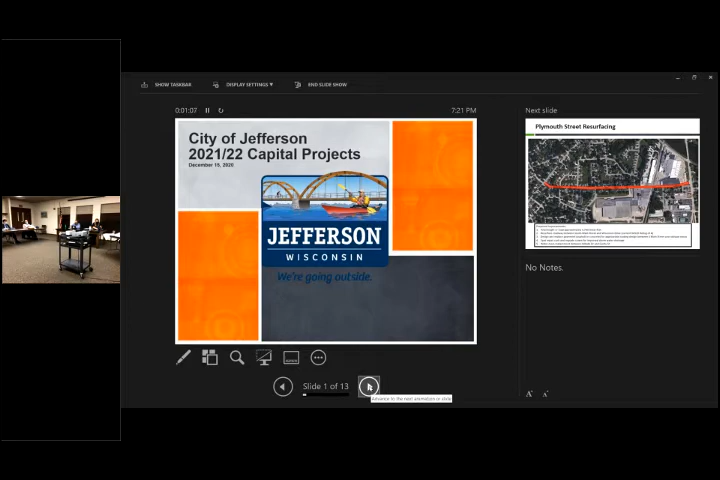 SHOW TASKBAR
DISPLAY SETTINGS ▼
END SLIDE SHOW
0:01:07
7:21 PM
City of Jefferson
2021/22 Capital Projects
December 15, 2020
JEFFERSON
WISCONSIN
We're going outside.
Slide 1 of 13
Advance to the next animation or slide
Next slide
Plymouth Street Resurfacing
No Notes.
A
A